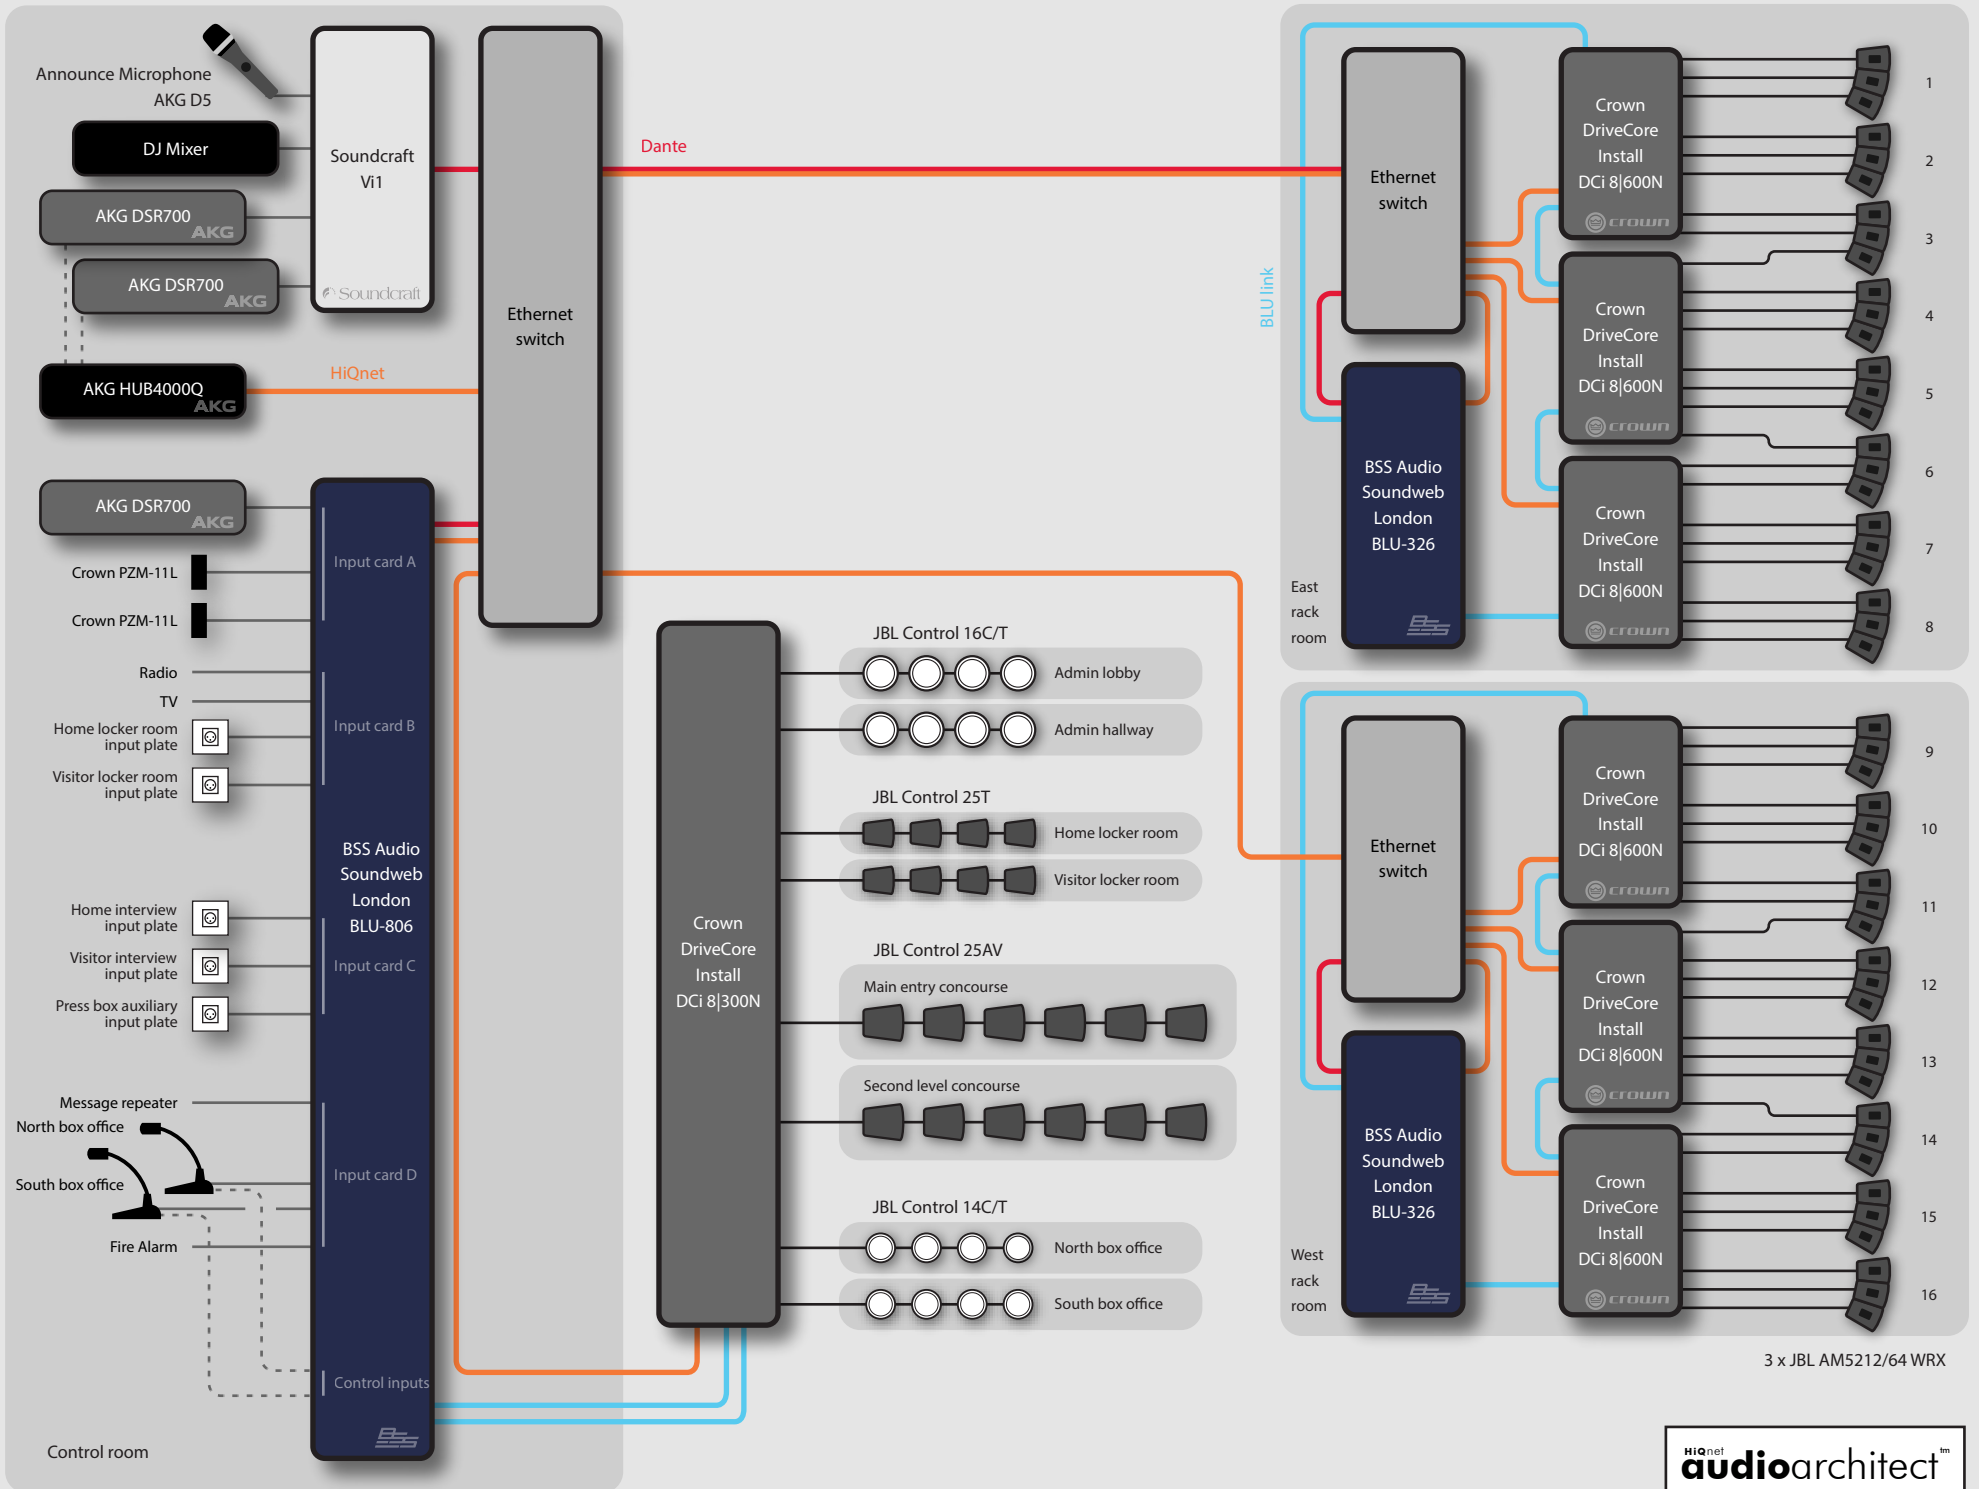 Announce Microphone
AKG D5
DJ Mixer
AKG DSR700
AKG
AKG DSR700
AKG
AKG HUB4000Q
AKG
HiQnet
Soundcraft
Vi1
Soundcraft
Ethernet
switch
Dante
AKG DSR700
AKG
Crown PZM-11L
Crown PZM-11L
Radio
TV
Home locker room
input plate
Visitor locker room
input plate
Home interview
input plate
Visitor interview
input plate
Press box auxiliary
input plate
Message repeater
North box office
South box office
Fire Alarm
Control room
Input card A
Input card B
BSS Audio
Soundweb
London
BLU-806
Input card C
Input card D
Control inputs
BSS
Crown
DriveCore
Install
DCi 8|300N
JBL Control 16C/T
Admin lobby
Admin hallway
JBL Control 25T
Home locker room
Visitor locker room
JBL Control 25AV
Main entry concourse
Second level concourse
JBL Control 14C/T
North box office
South box office
BLU link
Ethernet
switch
BSS Audio
Soundweb
London
BLU-326
BSS
East
rack
room
Crown
DriveCore
Install
DCi 8|600N
crown
Crown
DriveCore
Install
DCi 8|600N
crown
Crown
DriveCore
Install
DCi 8|600N
crown
1
2
3
4
5
6
7
8
Ethernet
switch
BSS Audio
Soundweb
London
BLU-326
BSS
West
rack
room
Crown
DriveCore
Install
DCi 8|600N
crown
Crown
DriveCore
Install
DCi 8|600N
crown
Crown
DriveCore
Install
DCi 8|600N
crown
9
10
11
12
13
14
15
16
3 x JBL AM5212/64 WRX
HiQnet
audioarchitect™